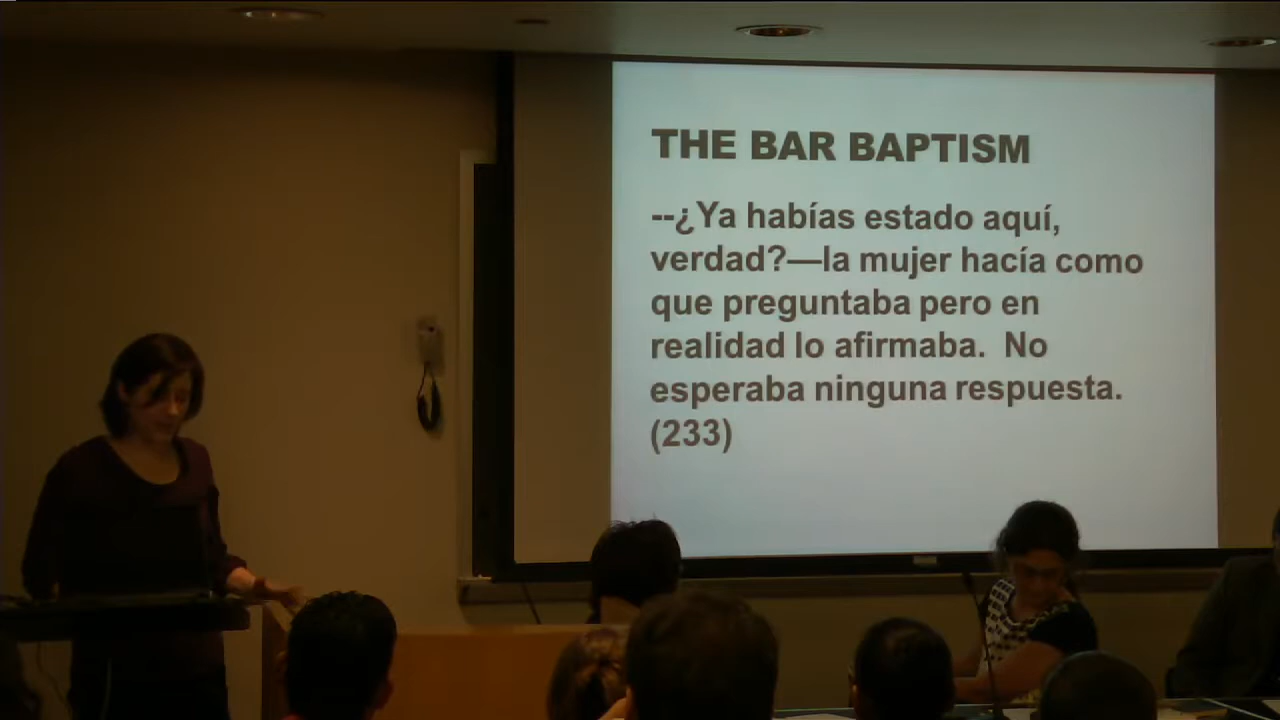 THE BAR BAPTISM
--¿Ya habías estado aquí,
verdad?—la mujer hacía como
que preguntaba pero en
realidad lo afirmaba.  No
esperaba ninguna respuesta.
(233)